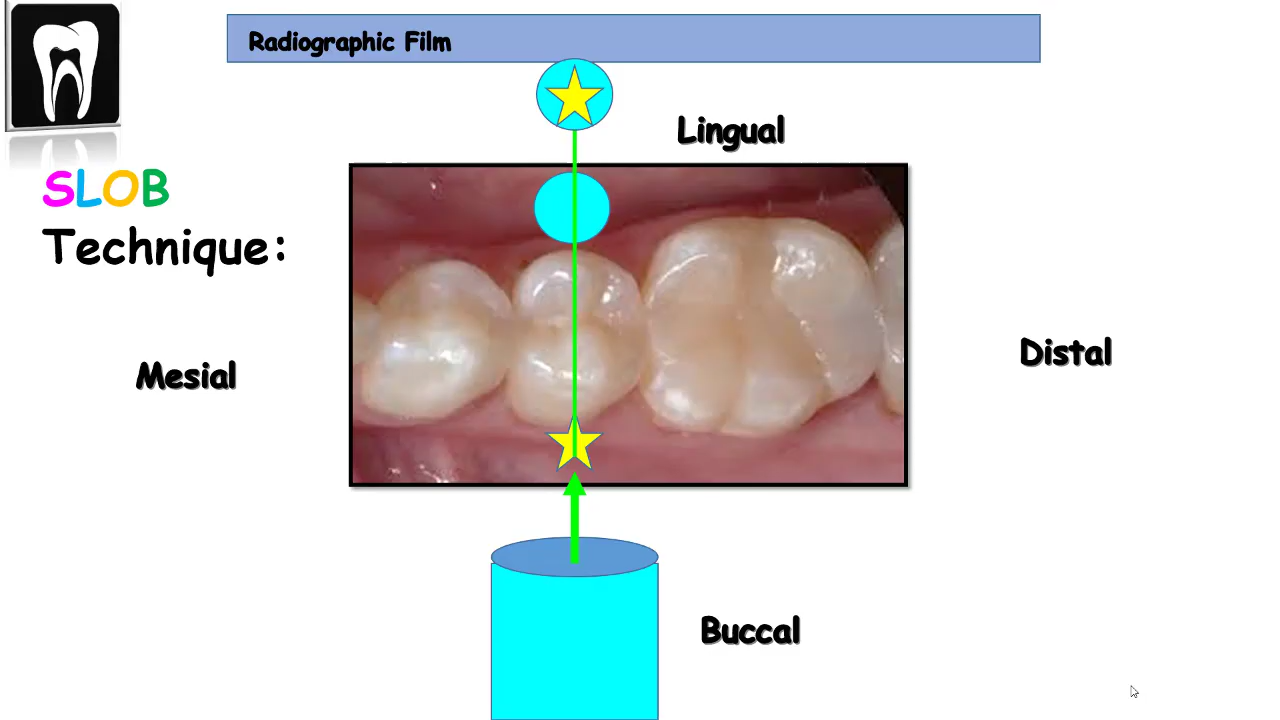 Radiographic Film
Lingual
SLOB
Technique:
Mesial
Distal
Buccal